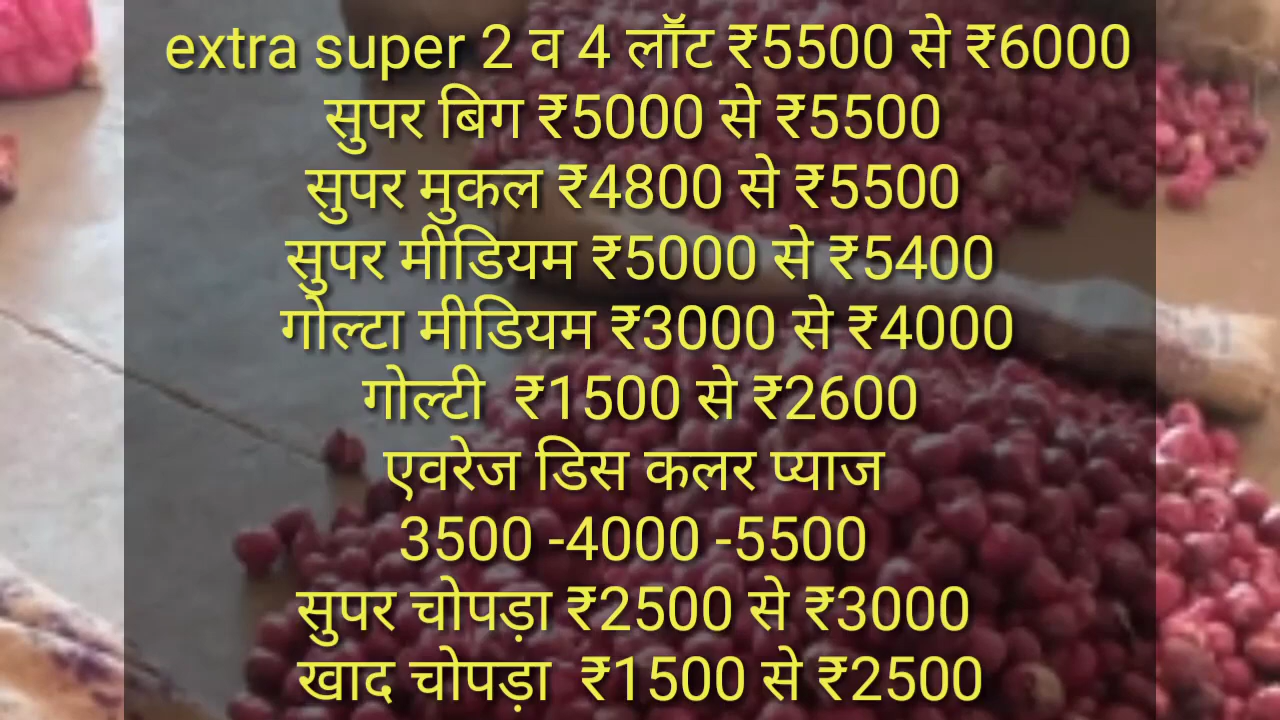 extra super 2 व 4 लॉट ₹5500 से ₹6000
सुपर बिग ₹5000 से ₹5500
सुपर मुकल ₹4800 से ₹5500
सुपर मीडियम ₹5000 से ₹5400
गोल्टा मीडियम ₹3000 से ₹4000
गोल्टी ₹1500 से ₹2600
एवरेज डिस कलर प्याज
3500 -4000 -5500
सुपर चोपड़ा ₹2500 से ₹3000
खाद चोपड़ा ₹1500 से ₹2500